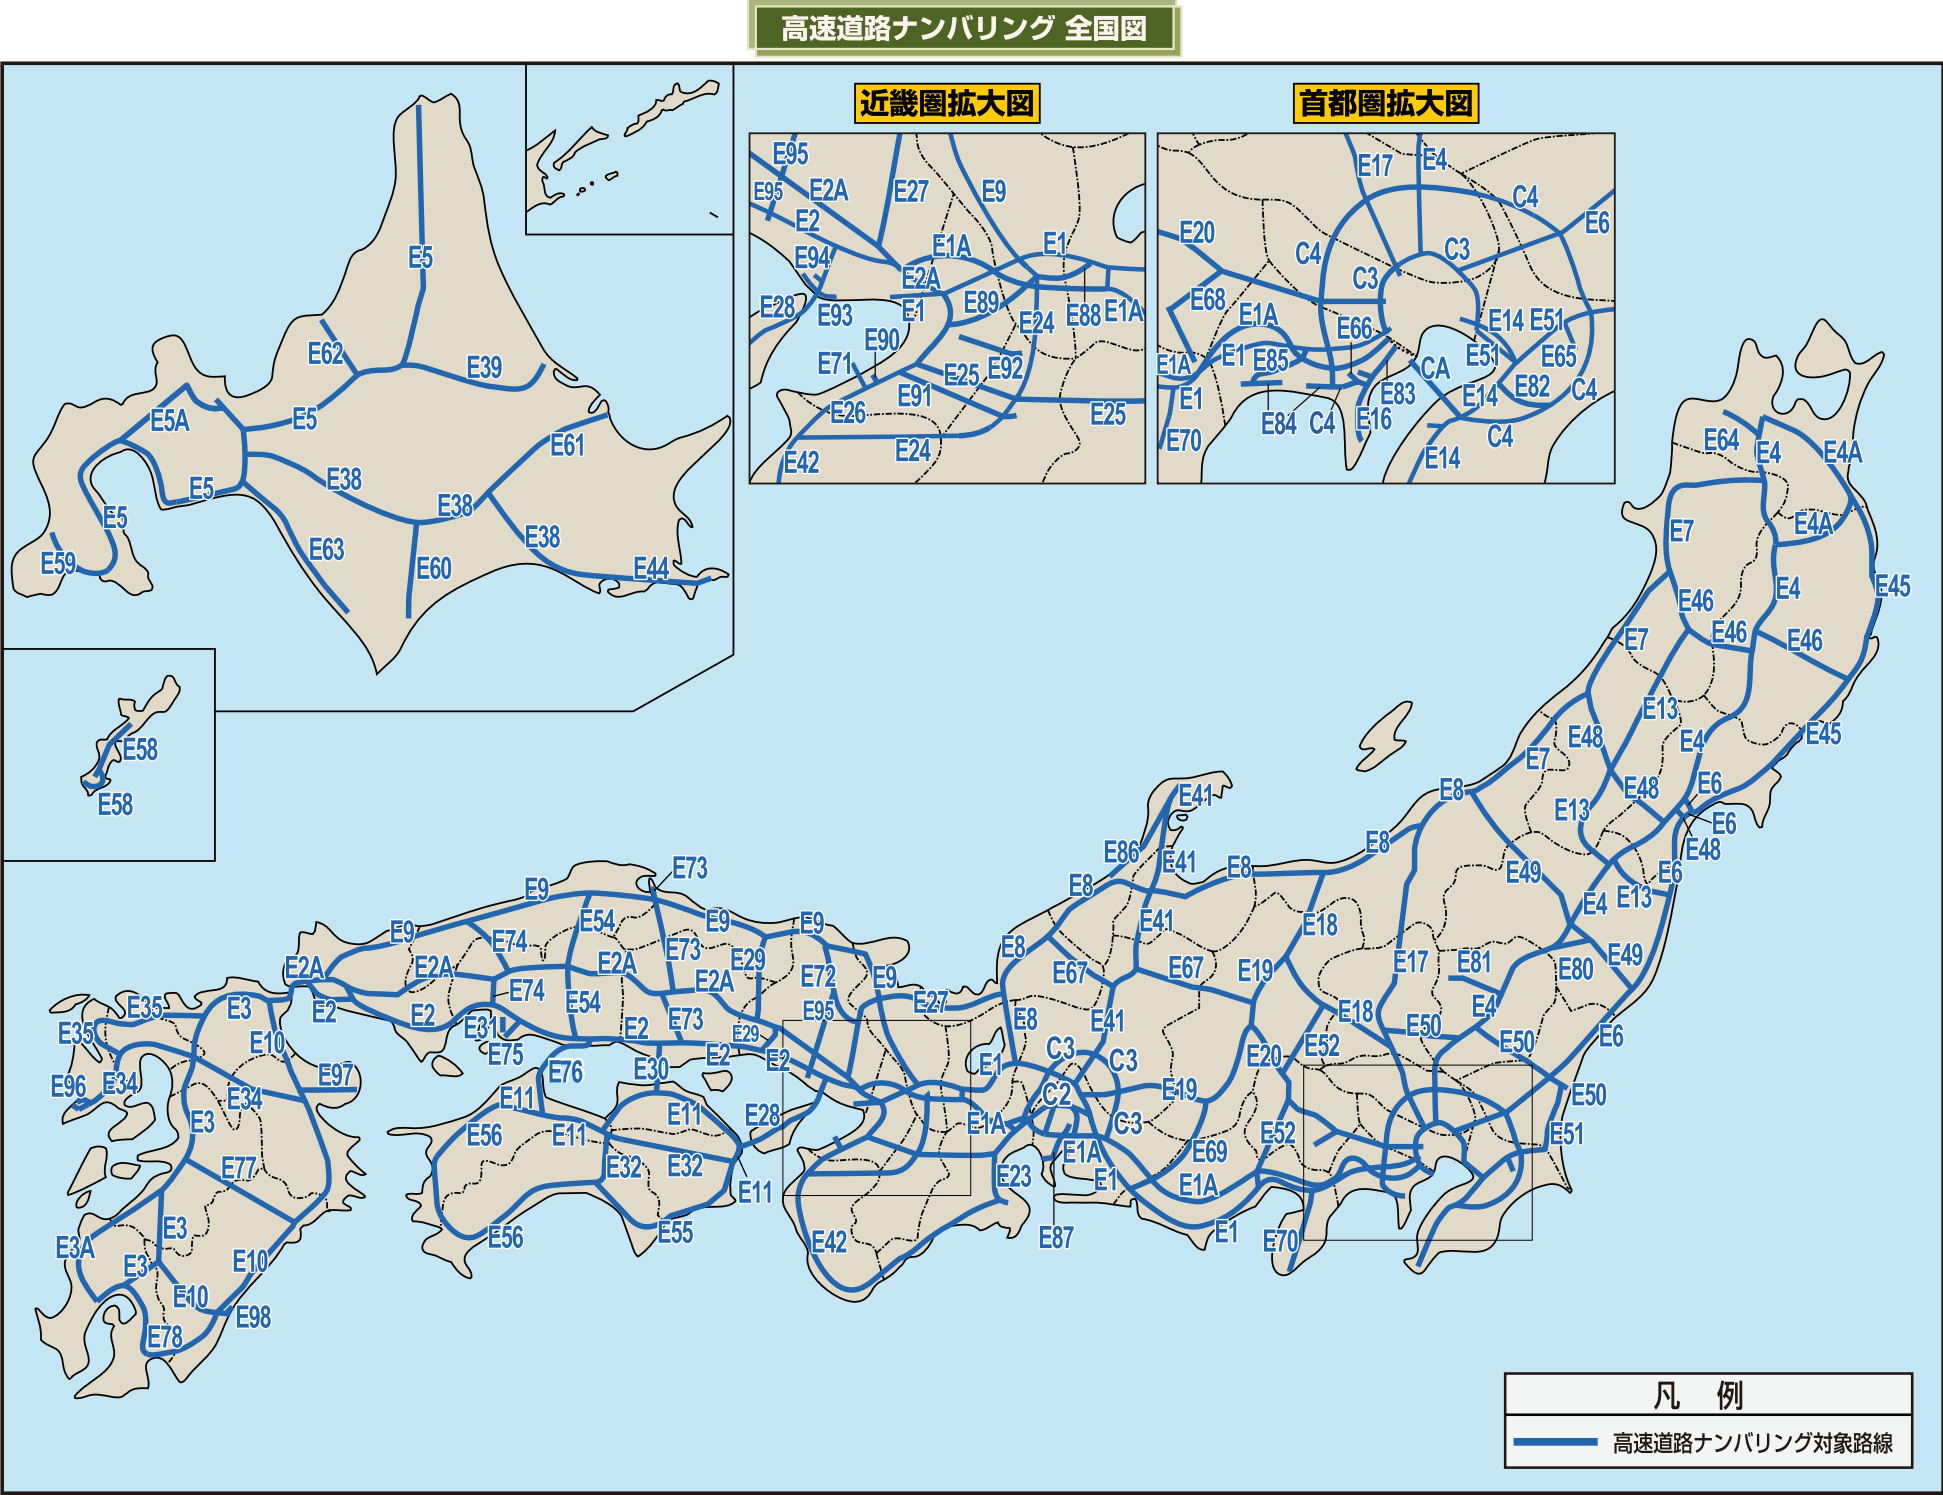 高速道路ナンバリング 全国図
近畿圏拡大図
首都圏拡大図
E5
E62
E39
E5A
E5
E61
E38
E38
E5
E5
E63
E38
E59
E60
E44
E58
E58
E95
E95
E2A
E27
E9
E2
E94
E1A
E1
E2A
E28
E93
E1
E89
E24
E88
E1A
E90
E71
E25
E92
E91
E26
E25
E24
E42
E17
E4
C4
E6
E20
C4
C3
C3
E68
E1A
E66
E14
E51
E1A
E1
E85
CA
E51
E65
E1
E83
E14
E82
C4
E84
C4
E16
E70
C4
E14
E64
E4
E4A
E7
E4A
E4
E45
E46
E46
E46
E7
E13
E45
E48
E4
E7
E48
E6
E8
E13
E6
E48
E8
E6
E49
E4
E13
E41
E86
E41
E8
E8
E41
E18
E8
E67
E67
E19
E17
E81
E80
E49
E18
E4
E50
E50
E6
E8
E41
E52
E20
C3
C3
E1
C2
E19
E50
E1A
C3
E52
E51
E1A
E69
E23
E1
E1A
E87
E1
E70
E73
E9
E9
E54
E9
E9
E74
E73
E2A
E2A
E2A
E29
E2A
E72
E9
E27
E74
E54
E95
E2
E2
E31
E2
E73
E29
E75
E2
E2
E76
E30
E35
E3
E35
E10
E96
E34
E97
E34
E11
E11
E28
E3
E56
E11
E77
E32
E32
E11
E3
E56
E55
E42
E3A
E3
E10
E10
E98
E78
凡 例
高速道路ナンバリング対象路線